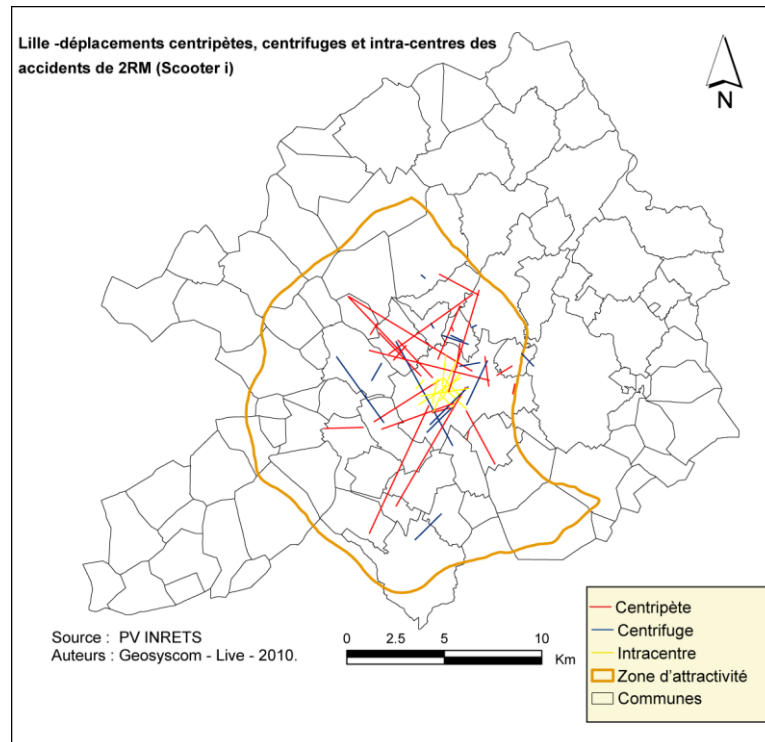 Lille -déplacements centripètes, centrifuges et intra-centres des
accidents de 2RM (Scooter i)
N
Source : PV INRETS
Auteurs : Geosyscom - Live - 2010.
0 2.5 5 10
Km
Centripète
Centrifuge
Intracentre
Zone d'attractivité
Communes